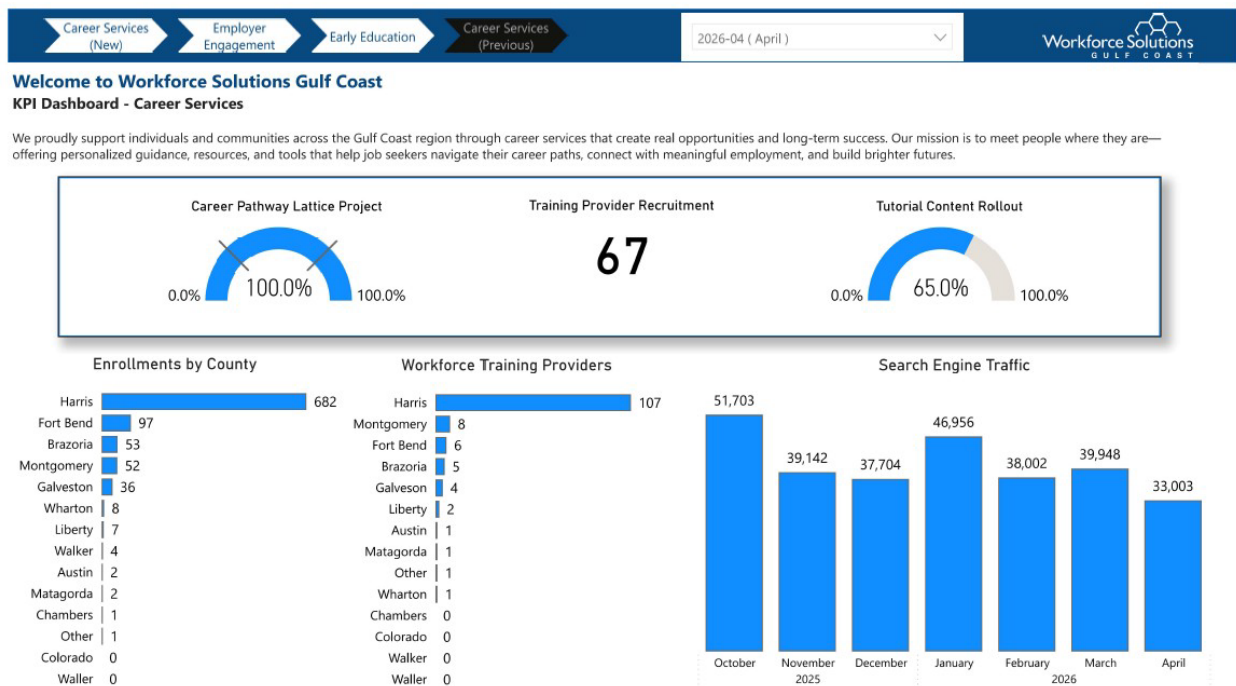 Career Services
(New)
Employer
Engagement
Early Education
Career Services
(Previous)
2026-04 ( April )
Workforce Solutions
GULF COAST
Welcome to Workforce Solutions Gulf Coast
KPI Dashboard - Career Services
We proudly support individuals and communities across the Gulf Coast region through career services that create real opportunities and long-term success. Our mission is to meet people where they are—
offering personalized guidance, resources, and tools that help job seekers navigate their career paths, connect with meaningful employment, and build brighter futures.
Career Pathway Lattice Project
0.0%
100.0%
100.0%
Training Provider Recruitment
67
Tutorial Content Rollout
0.0%
65.0%
100.0%
Enrollments by County
Harris 682
Fort Bend 97
Brazoria 53
Montgomery 52
Galveston 36
Wharton 8
Liberty 7
Walker 4
Austin 2
Matagorda 2
Chambers 1
Other 1
Colorado 0
Waller 0
Workforce Training Providers
Harris 107
Montgomery 8
Fort Bend 6
Brazoria 5
Galveson 4
Liberty 2
Austin 1
Matagorda 1
Other 1
Wharton 1
Chambers 0
Colorado 0
Walker 0
Waller 0
Search Engine Traffic
51,703
39,142
37,704
46,956
38,002
39,948
33,003
October November December January February March April
2025 2026